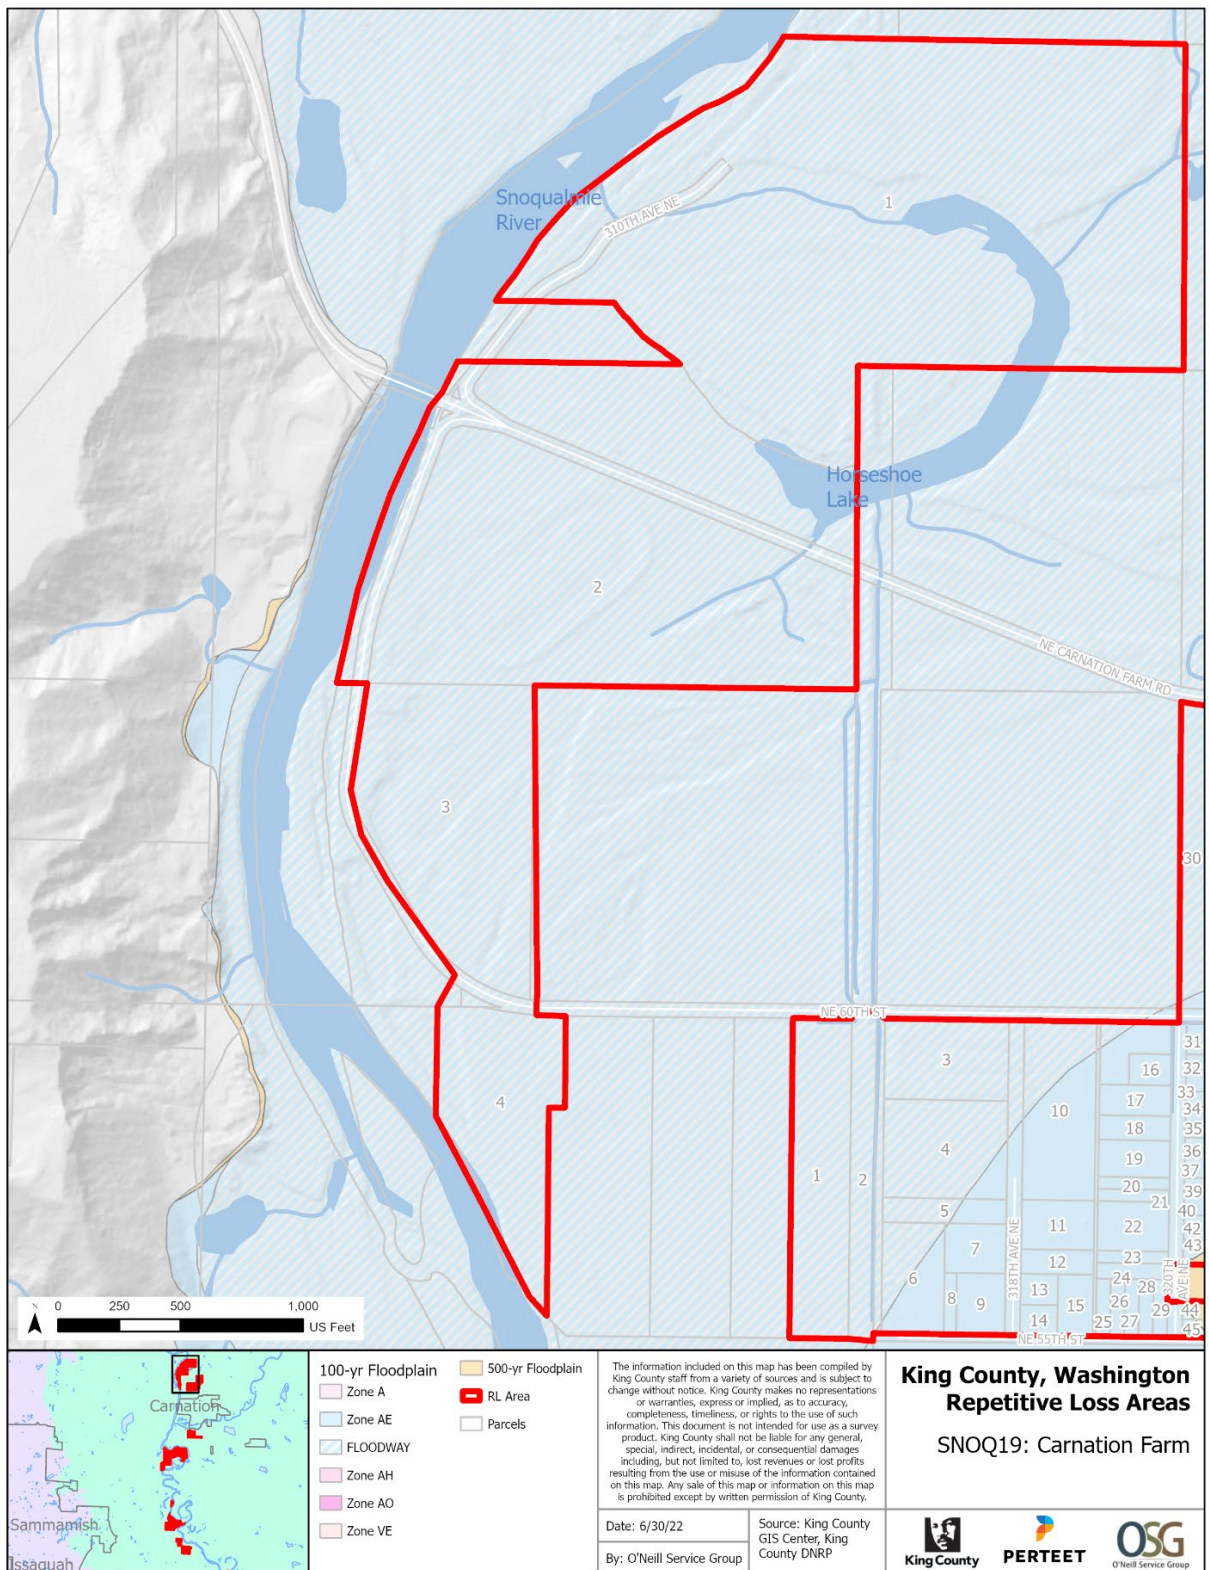 Snoqualmie
River
310TH AVE NE
1
Horseshoe
Lake
2
NE CARNATION FARM RD
3
30
NE 60TH ST
4
1
2
3
4
5
6
7
8
9
10
11
12
13
14
15
16
17
18
19
20
21
22
23
24
25
26
27
28
29
31
32
33
34
35
36
37
39
40
42
43
44
45
318TH AVE NE
320TH
AVE NE
NE 55TH ST
N
0 250 500 1,000
US Feet
Carnation
Sammamish
Issaquah
100-yr Floodplain
Zone A
Zone AE
FLOODWAY
Zone AH
Zone AO
Zone VE
500-yr Floodplain
RL Area
Parcels
The information included on this map has been compiled by
King County staff from a variety of sources and is subject to
change without notice. King County makes no representations
or warranties, express or implied, as to accuracy,
completeness, timeliness, or rights to the use of such
information. This document is not intended for use as a survey
product. King County shall not be liable for any general,
special, indirect, incidental, or consequential damages
including, but not limited to, lost revenues or lost profits
resulting from the use or misuse of the information contained
on this map. Any sale of this map or information on this map
is prohibited except by written permission of King County.
Date: 6/30/22
By: O'Neill Service Group
Source: King County
GIS Center, King
County DNRP
King County, Washington
Repetitive Loss Areas
SNOQ19: Carnation Farm
King County
PERTEET
OSG
O'Neill Service Group